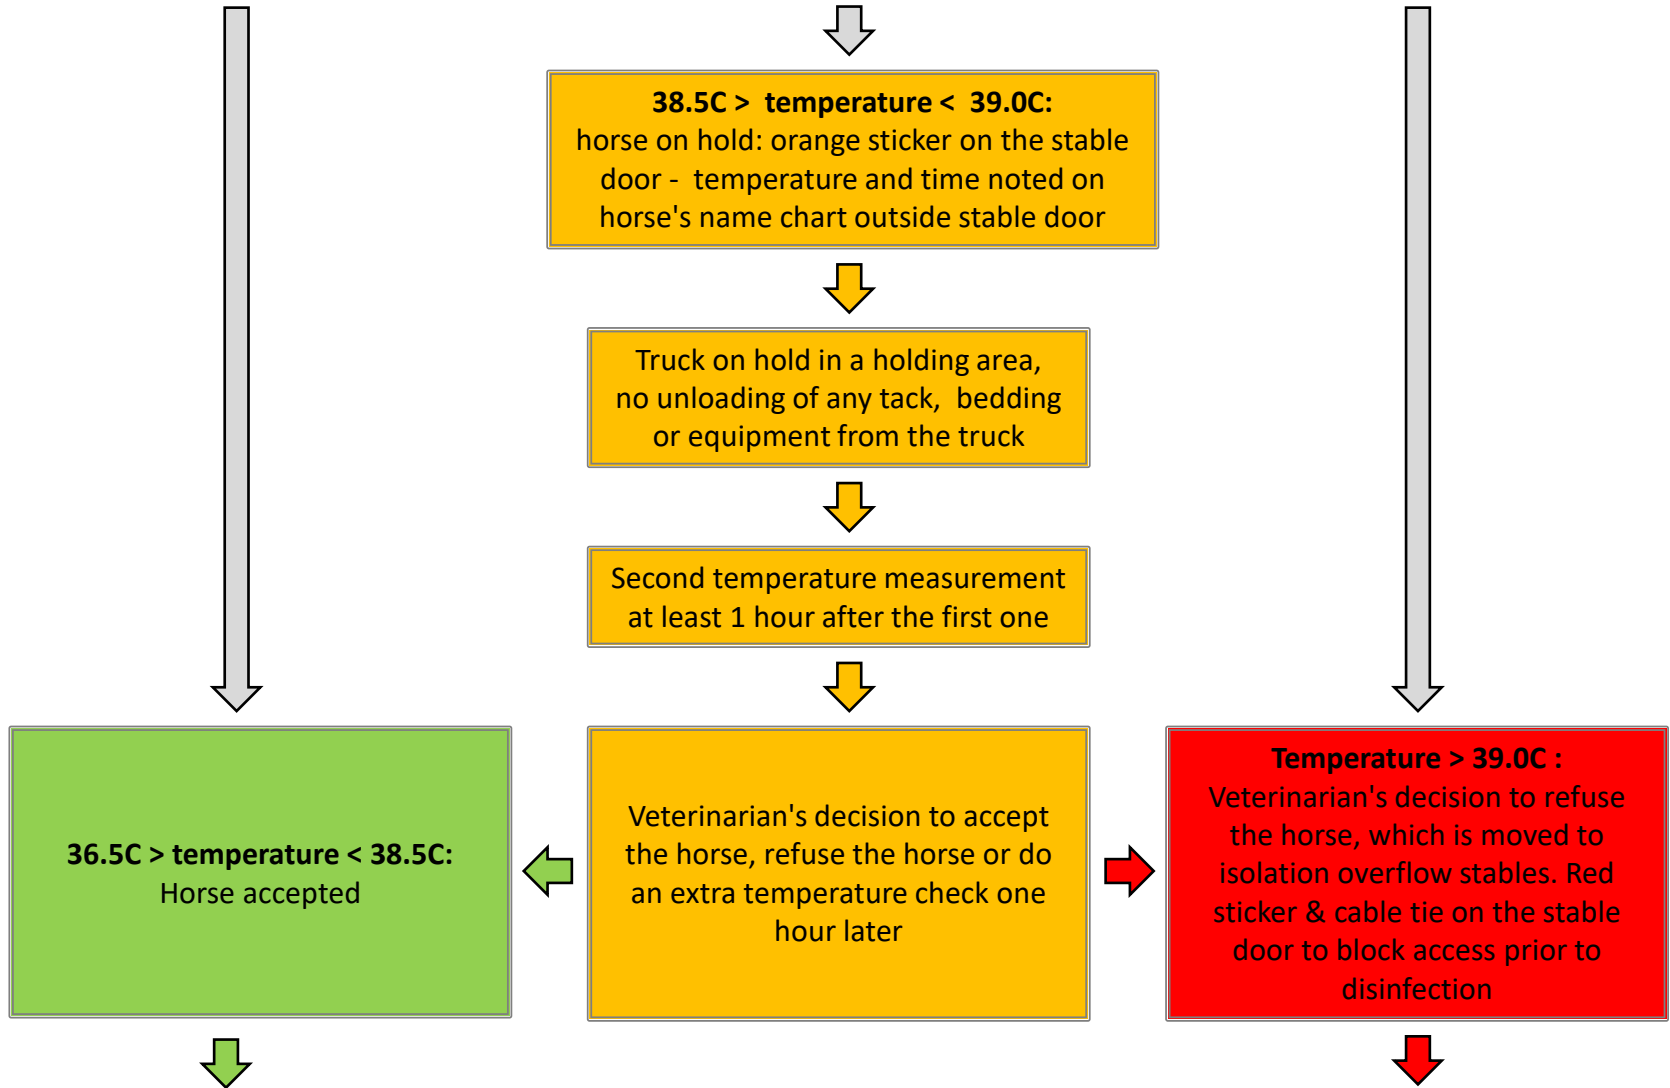 38.5C > temperature < 39.0C:
horse on hold: orange sticker on the stable
door - temperature and time noted on
horse's name chart outside stable door
Truck on hold in a holding area,
no unloading of any tack, bedding
or equipment from the truck
Second temperature measurement
at least 1 hour after the first one
36.5C > temperature < 38.5C:
Horse accepted
Veterinarian's decision to accept
the horse, refuse the horse or do
an extra temperature check one
hour later
Temperature > 39.0C :
Veterinarian's decision to refuse
the horse, which is moved to
isolation overflow stables. Red
sticker & cable tie on the stable
door to block access prior to
disinfection